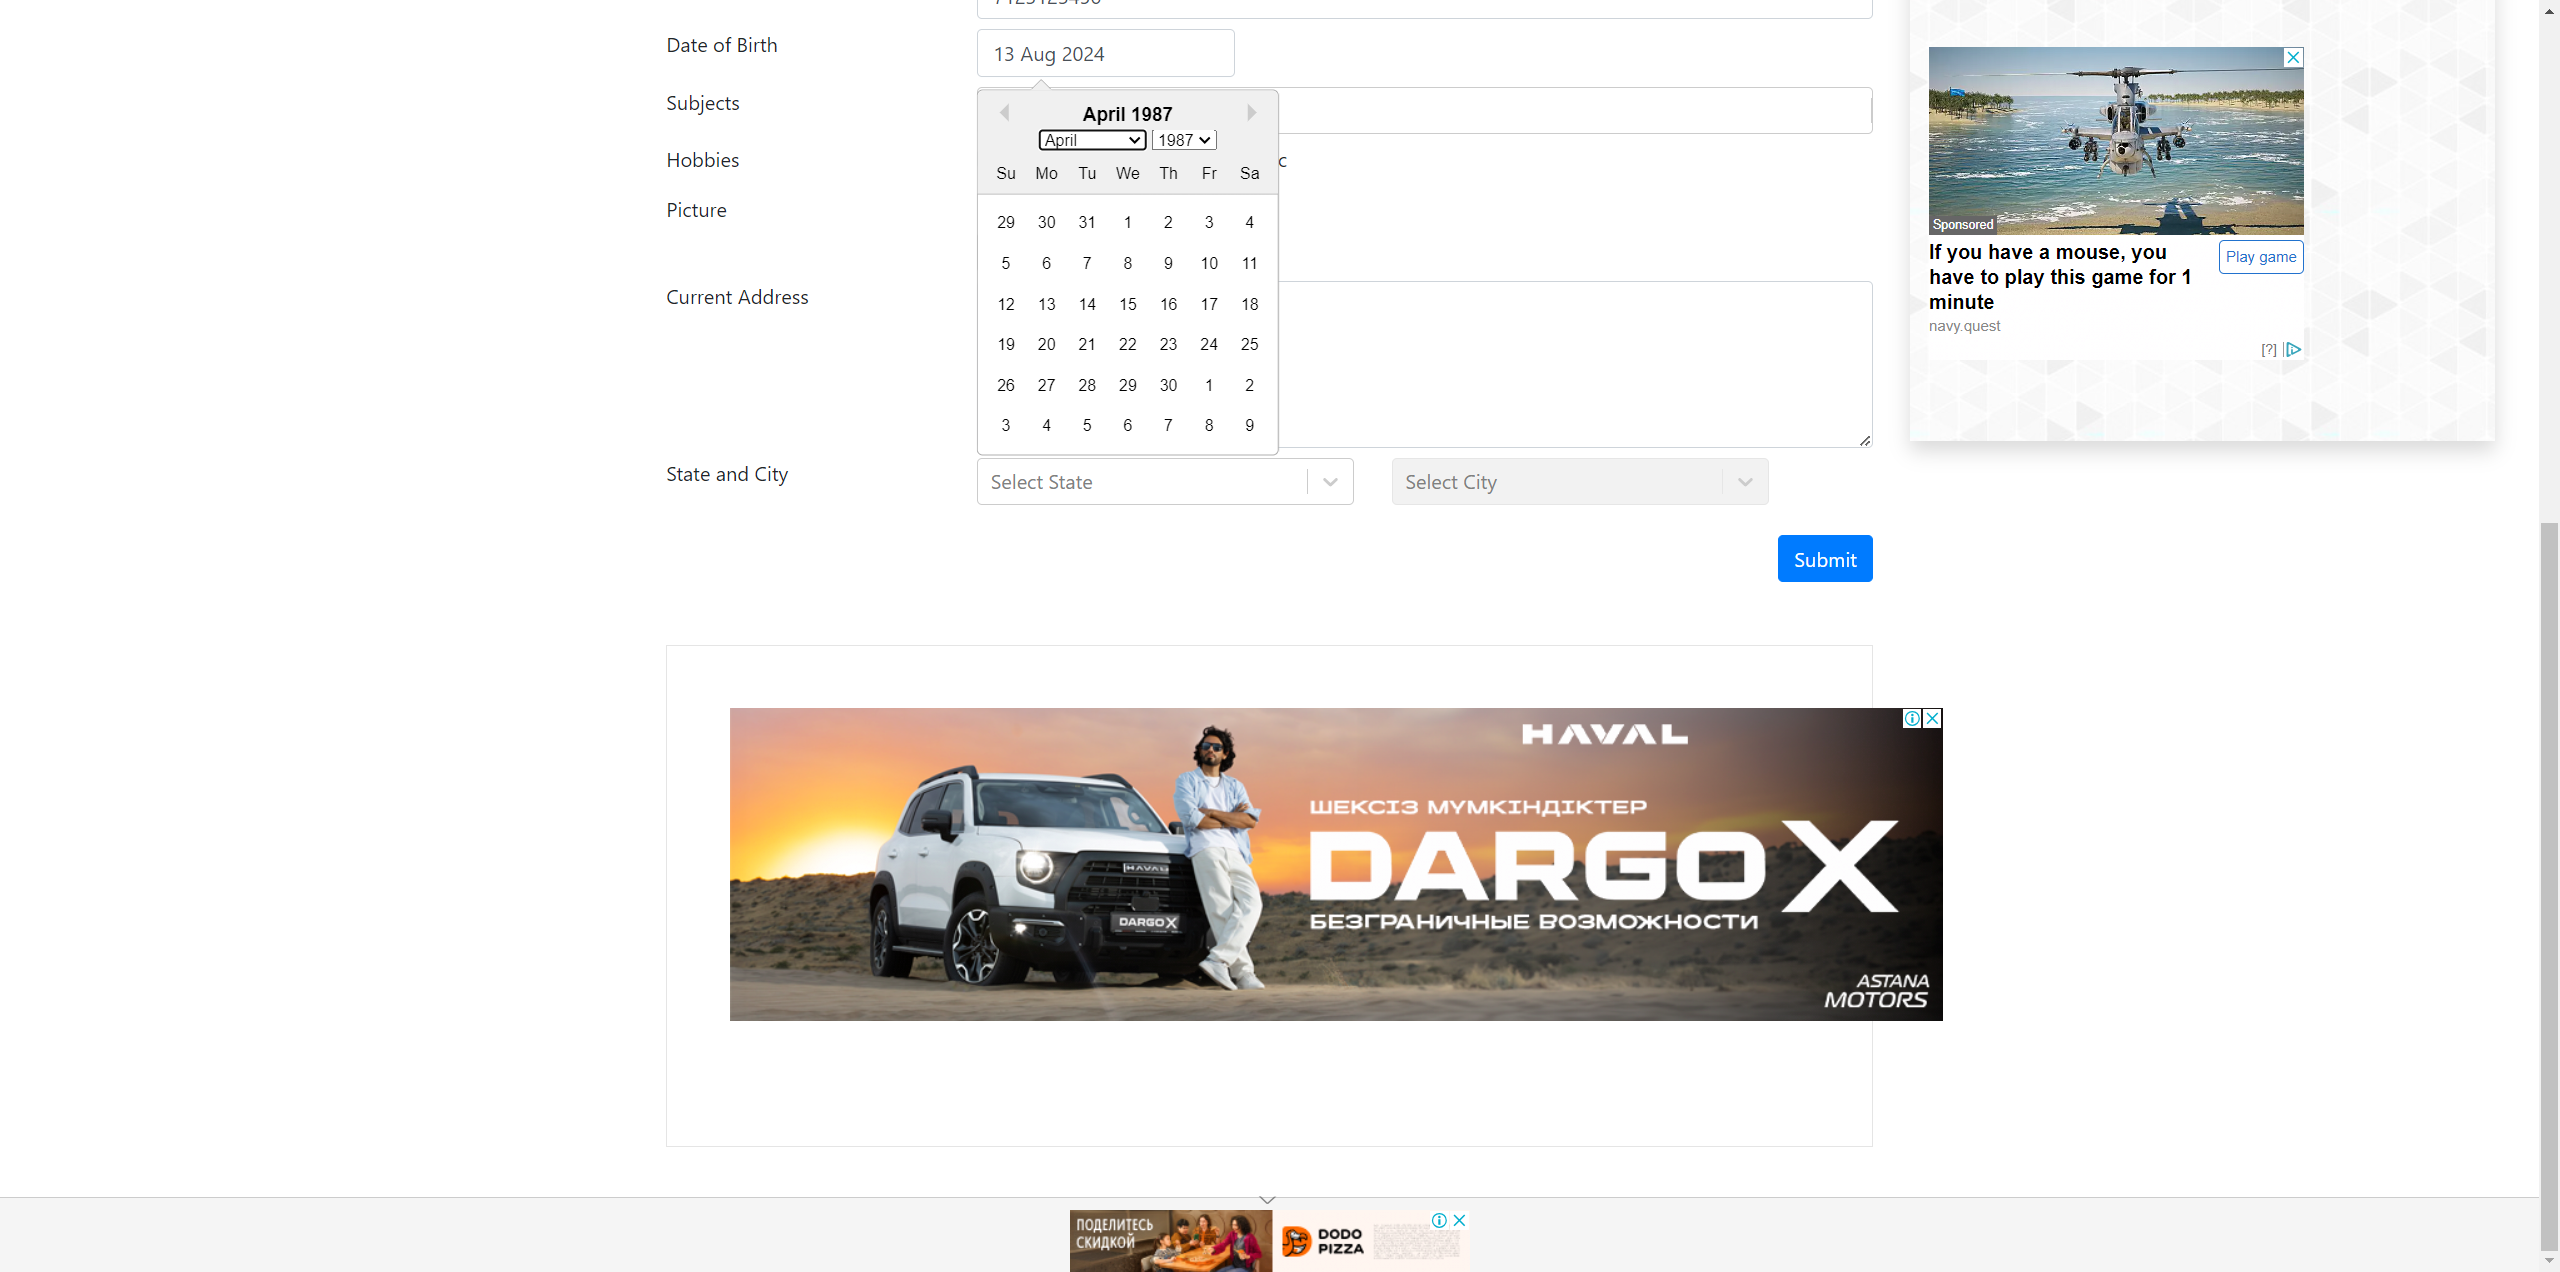 Date of Birth
13 Aug 2024
Subjects
April 1987
April
1987
Su Mo Tu We Th Fr Sa
29 30 31 1 2 3 4
5 6 7 8 9 10 11
12 13 14 15 16 17 18
19 20 21 22 23 24 25
26 27 28 29 30 1 2
3 4 5 6 7 8 9
Hobbies
c
Picture
Current Address
State and City
Select State
Select City
Submit
Sponsored
If you have a mouse, you
have to play this game for 1
minute
Play game
navy.quest
[?]
HAVAL
ШЕКСІЗ МҮМКІНДІКТЕР
DARGO X
БЕЗГРАНИЧНЫЕ ВОЗМОЖНОСТИ
HAVAL
DARGO X
ASTANA
MOTORS
ПОДЕЛИТЕСЬ
СКИДКОЙ
DODO
PIZZA